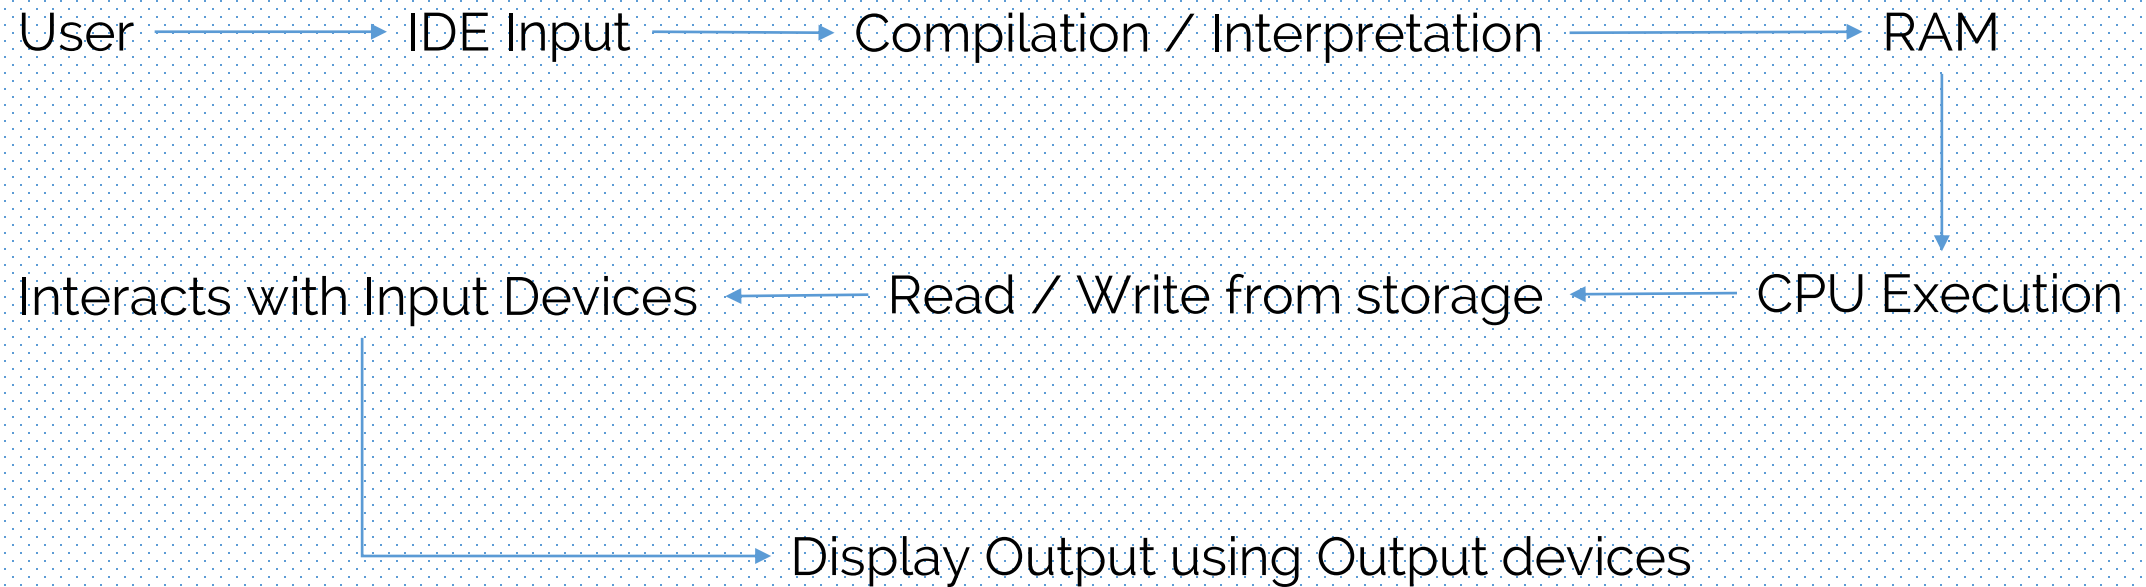 User IDE Input Compilation / Interpretation RAM
Interacts with Input Devices Read / Write from storage CPU Execution
Display Output using Output devices